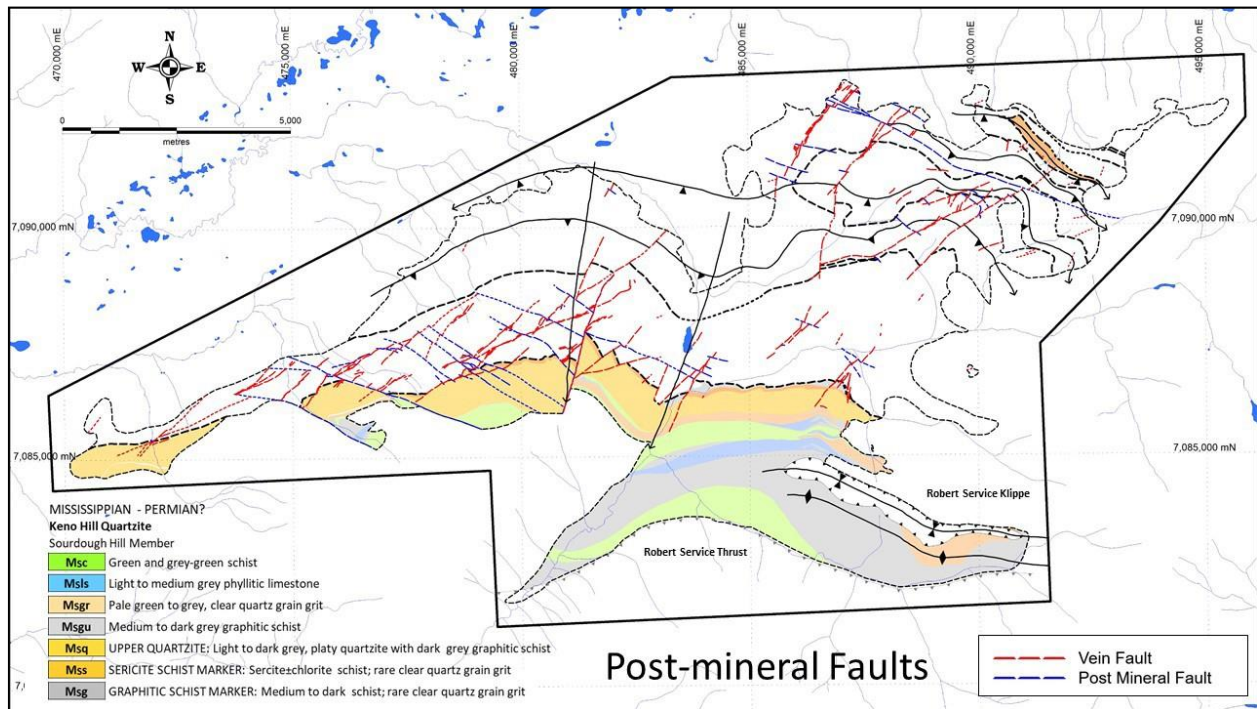 470,000 mE
475,000 mE
480,000 mE
485,000 mE
490,000 mE
495,000 mE
N
W E
S
0 5,000
metres
7,090,000 mN
7,090,000 mN
7,085,000 mN
7,085,000 mN
MISSISSIPPIAN - PERMIAN?
Keno Hill Quartzite
Sourdough Hill Member
Msc Green and grey-green schist
Msls Light to medium grey phyllitic limestone
Msgr Pale green to grey, clear quartz grain grit
Msgu Medium to dark grey graphitic schist
Msq UPPER QUARTZITE: Light to dark grey, platy quartzite with dark grey graphitic schist
Mss SERICITE SCHIST MARKER: Sercite±chlorite schist; rare clear quartz grain grit
Msg GRAPHITIC SCHIST MARKER: Medium to dark schist; rare clear quartz grain grit
Robert Service Klippe
Robert Service Thrust
Post-mineral Faults
Vein Fault
Post Mineral Fault